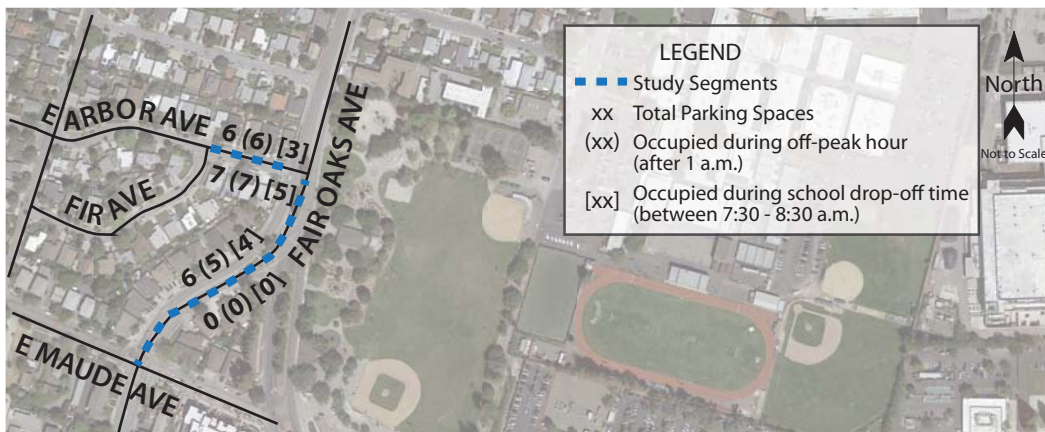 LEGEND
Study Segments
xx Total Parking Spaces
(xx) Occupied during off-peak hour
(after 1 a.m.)
[xx] Occupied during school drop-off time
(between 7:30 - 8:30 a.m.)
North
Not to Scale
E ARBOR AVE
6 (6) [3]
7 (7) [5]
FAIR OAKS AVE
FIR AVE
6 (5) [4]
0 (0) [0]
E MAUDE AVE